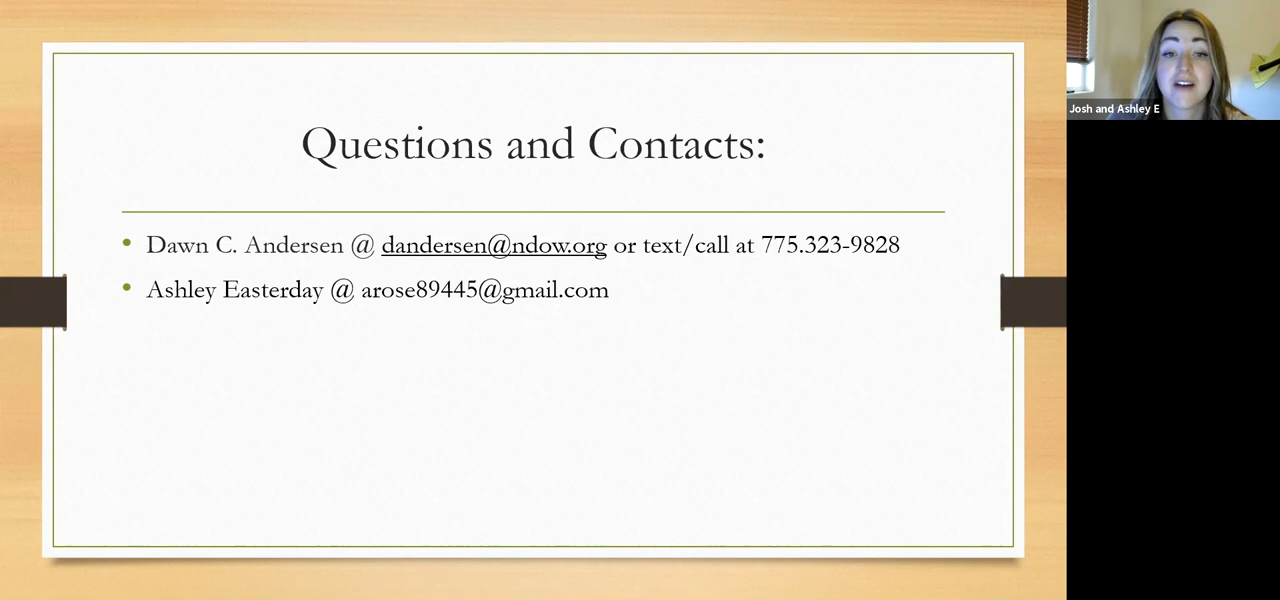 Questions and Contacts:
• Dawn C. Andersen @ dandersen@ndow.org or text/call at 775.323-9828
• Ashley Easterday @ arose89445@gmail.com
Josh and Ashley E